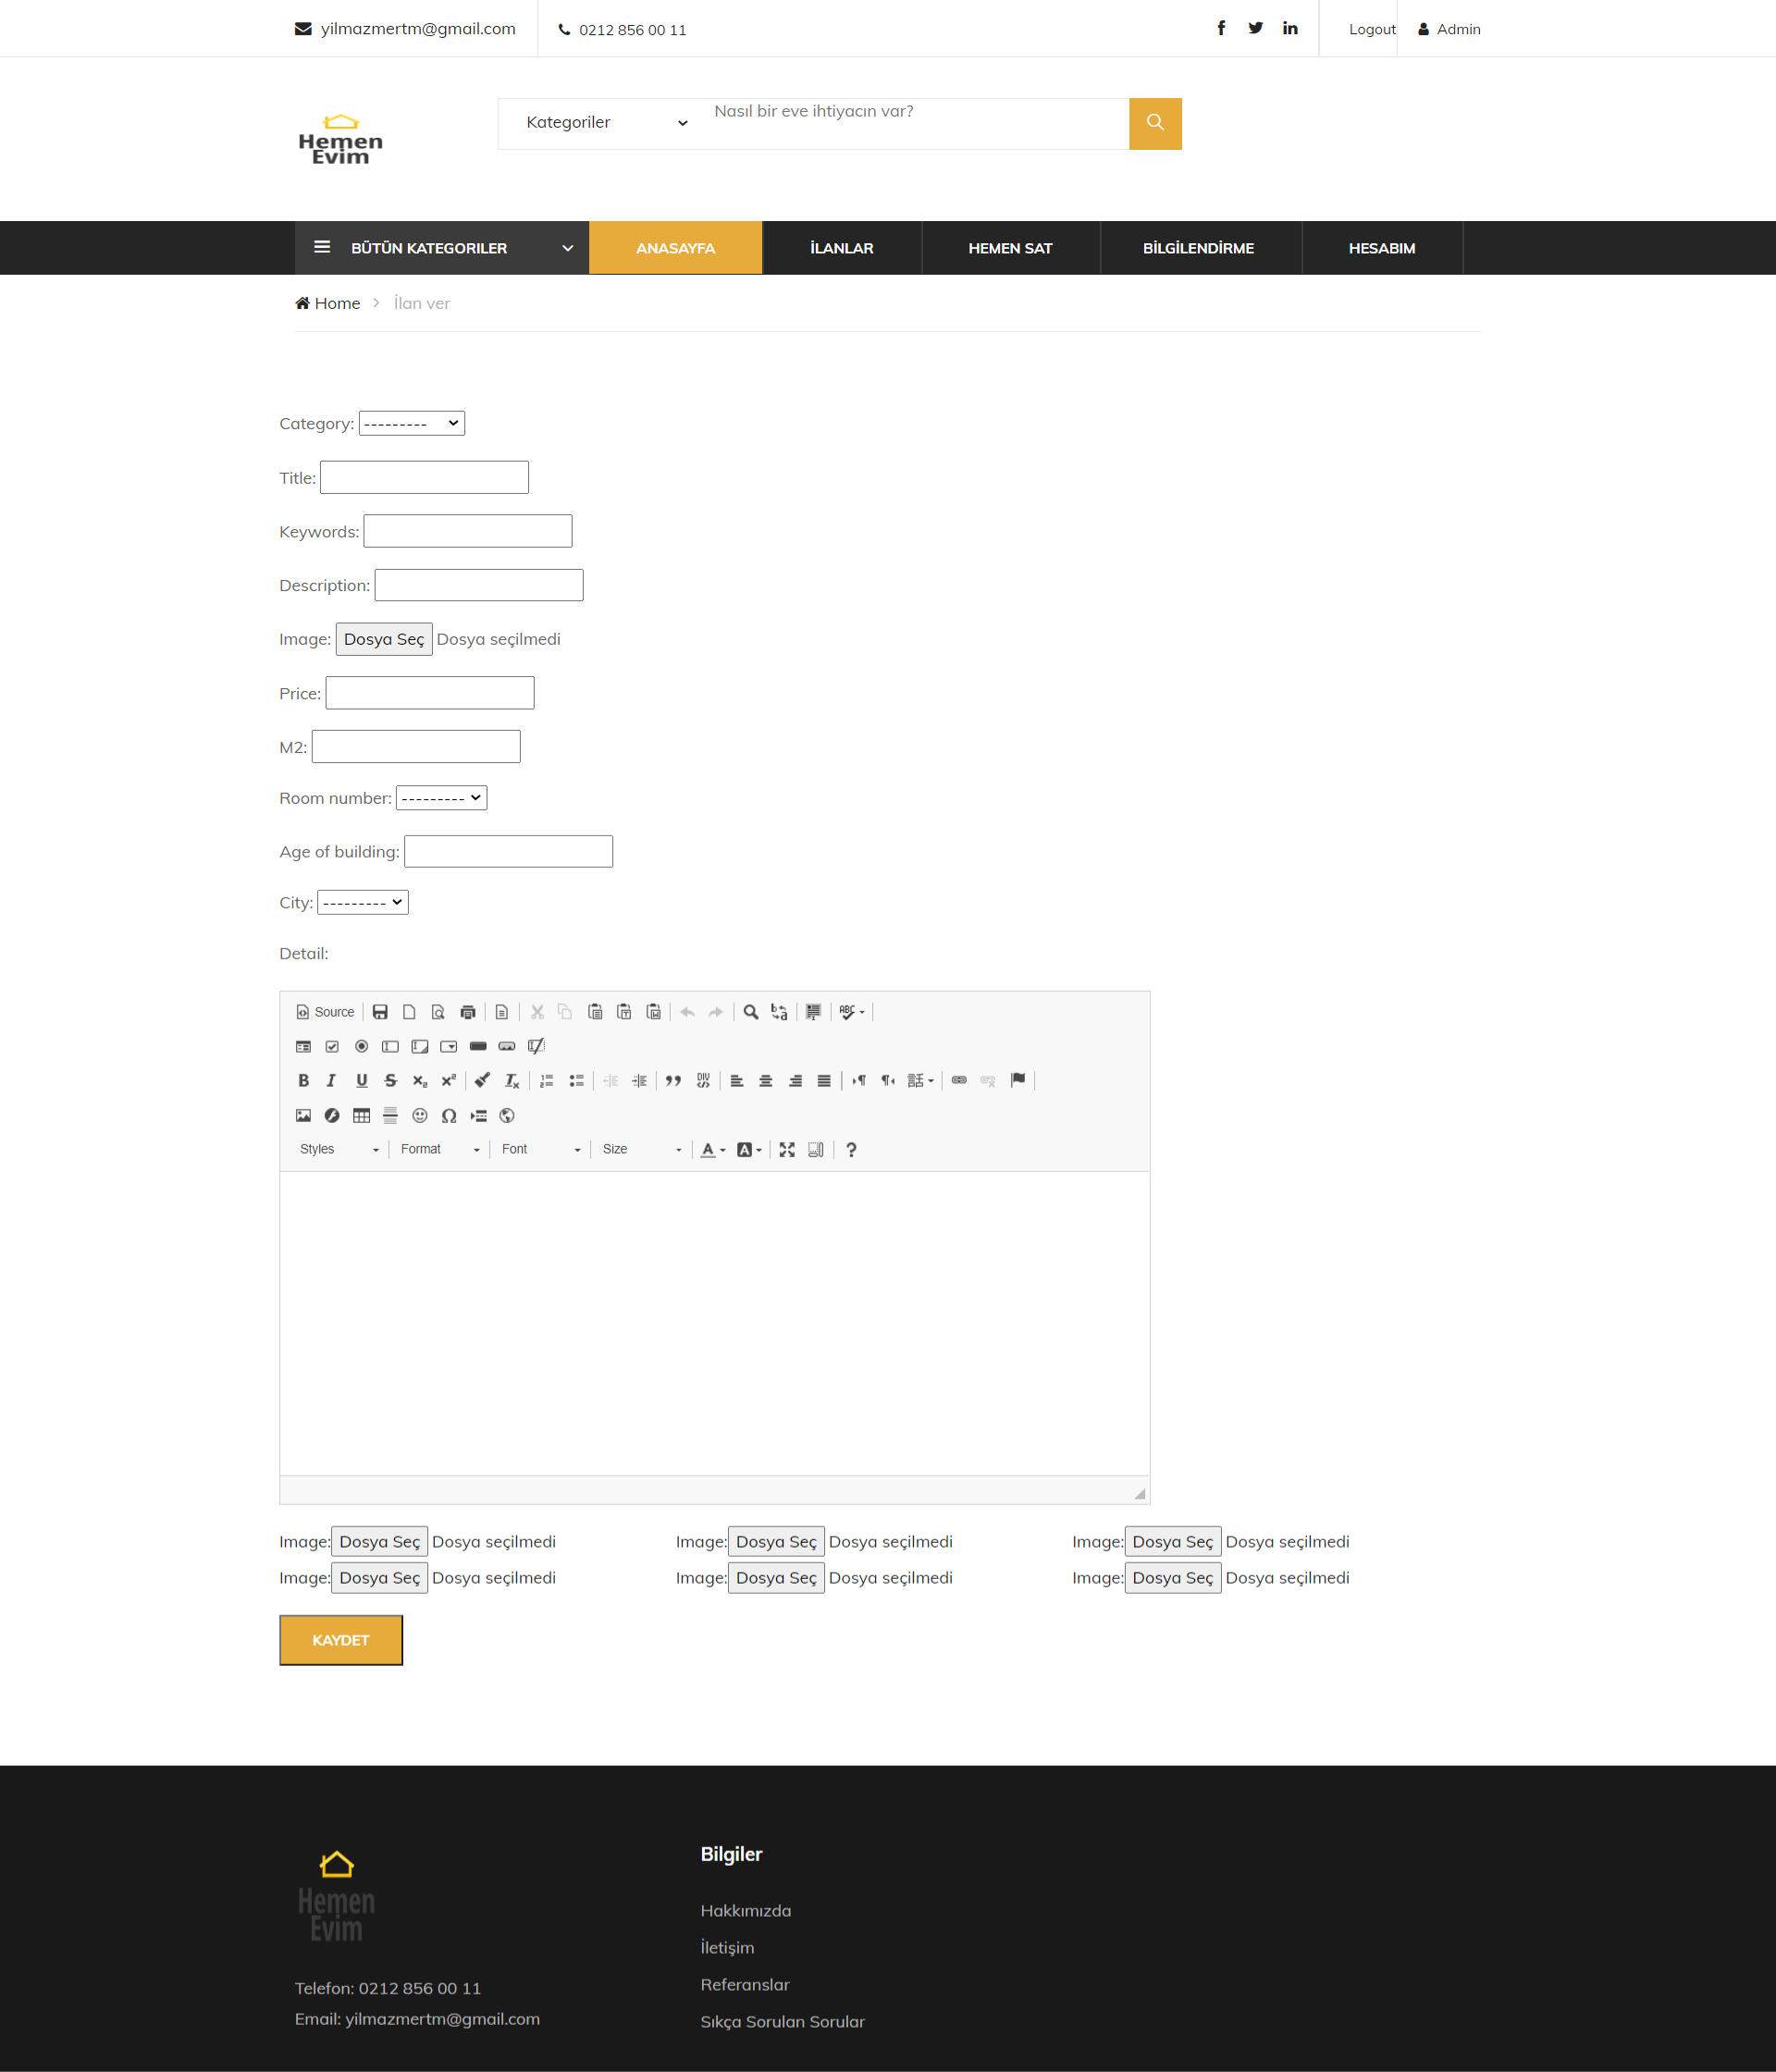 yilmazmertm@gmail.com 0212 856 00 11 Logout Admin
Hemen
Evim
Kategoriler Nasıl bir eve ihtiyacın var?
BÜTÜN KATEGORILER ANASAYFA İLANLAR HEMEN SAT BİLGİLENDİRME HESABIM
Home İlan ver
Category: ---------
Title:
Keywords:
Description:
Image: Dosya Seç Dosya seçilmedi
Price:
M2:
Room number: ---------
Age of building:
City: ---------
Detail:
Source
Styles Format Font Size
Image: Dosya Seç Dosya seçilmedi Image: Dosya Seç Dosya seçilmedi Image: Dosya Seç Dosya seçilmedi
Image: Dosya Seç Dosya seçilmedi Image: Dosya Seç Dosya seçilmedi Image: Dosya Seç Dosya seçilmedi
KAYDET
Hemen
Evim
Telefon: 0212 856 00 11
Email: yilmazmertm@gmail.com
Bilgiler
Hakkımızda
İletişim
Referanslar
Sıkça Sorulan Sorular